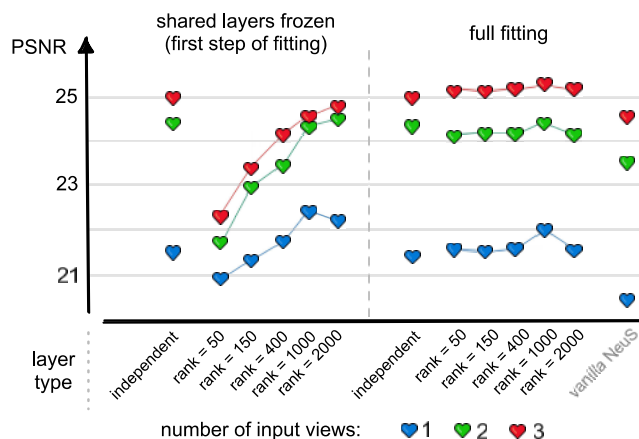 shared layers frozen
(first step of fitting)
full fitting
PSNR
25
23
21
layer
type
independent
rank = 50
rank = 150
rank = 400
rank = 1000
rank = 2000
independent
rank = 50
rank = 150
rank = 400
rank = 1000
rank = 2000
vanilla NeuS
number of input views: 1 2 3